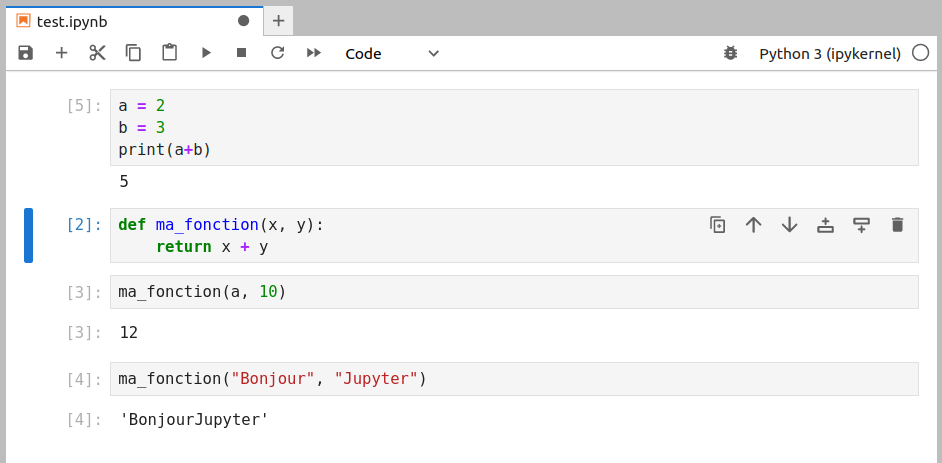 test.ipynb
Code
Python 3 (ipykernel)
[5]: a = 2
b = 3
print(a+b)
5
[2]: def ma_fonction(x, y):
    return x + y
[3]: ma_fonction(a, 10)
[3]: 12
[4]: ma_fonction("Bonjour", "Jupyter")
[4]: 'BonjourJupyter'